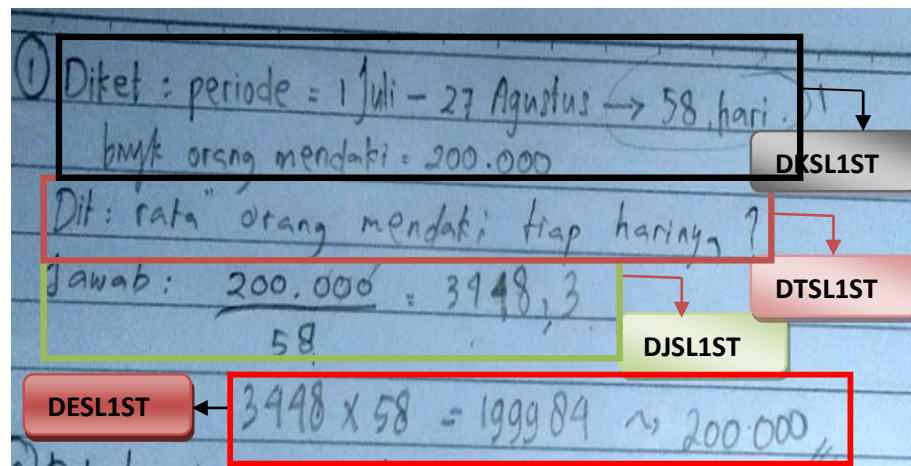 ① Diket : periode = 1 Juli – 27 Agustus → 58 hari.
bnyk orang mendaki = 200.000
DKSL1ST
Dit : rata" orang mendaki tiap harinya ?
DTSL1ST
Jawab : 200.000 = 3948,3
58
DJSL1ST
DESL1ST
3448 x 58 = 199984 ~ 200.000 //